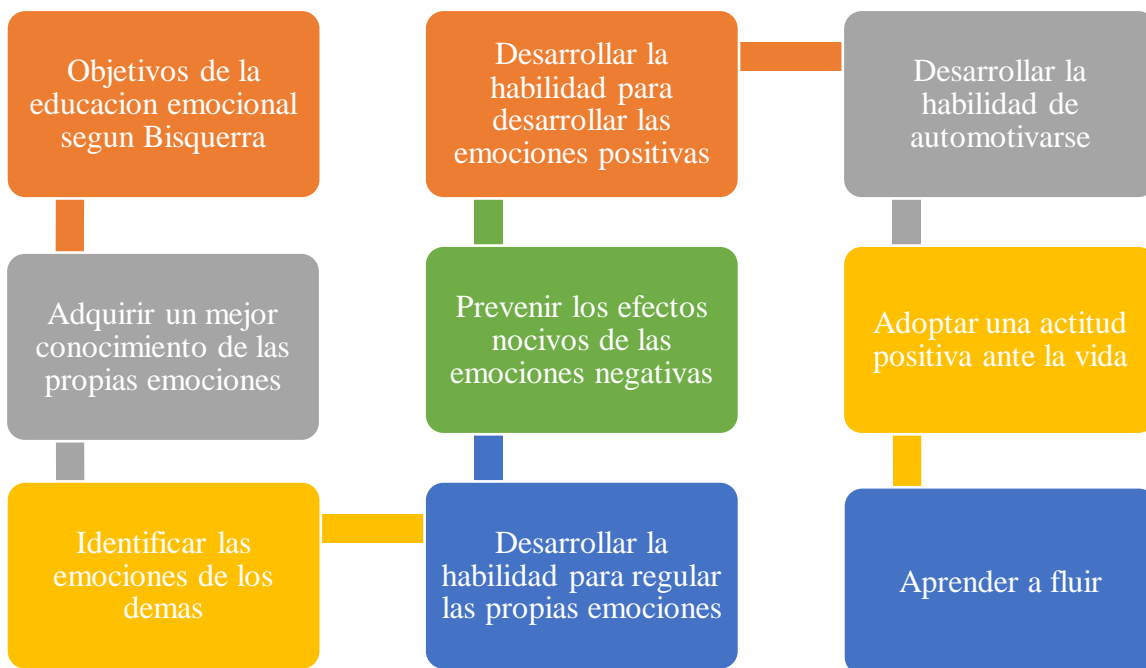 Objetivos de la
educacion emocional
segun Bisquerra
Adquirir un mejor
conocimiento de las
propias emociones
Identificar las
emociones de los
demas
Desarrollar la
habilidad para regular
las propias emociones
Prevenir los efectos
nocivos de las
emociones negativas
Desarrollar la
habilidad para
desarrollar las
emociones positivas
Desarrollar la
habilidad de
automotivarse
Adoptar una actitud
positiva ante la vida
Aprender a fluir